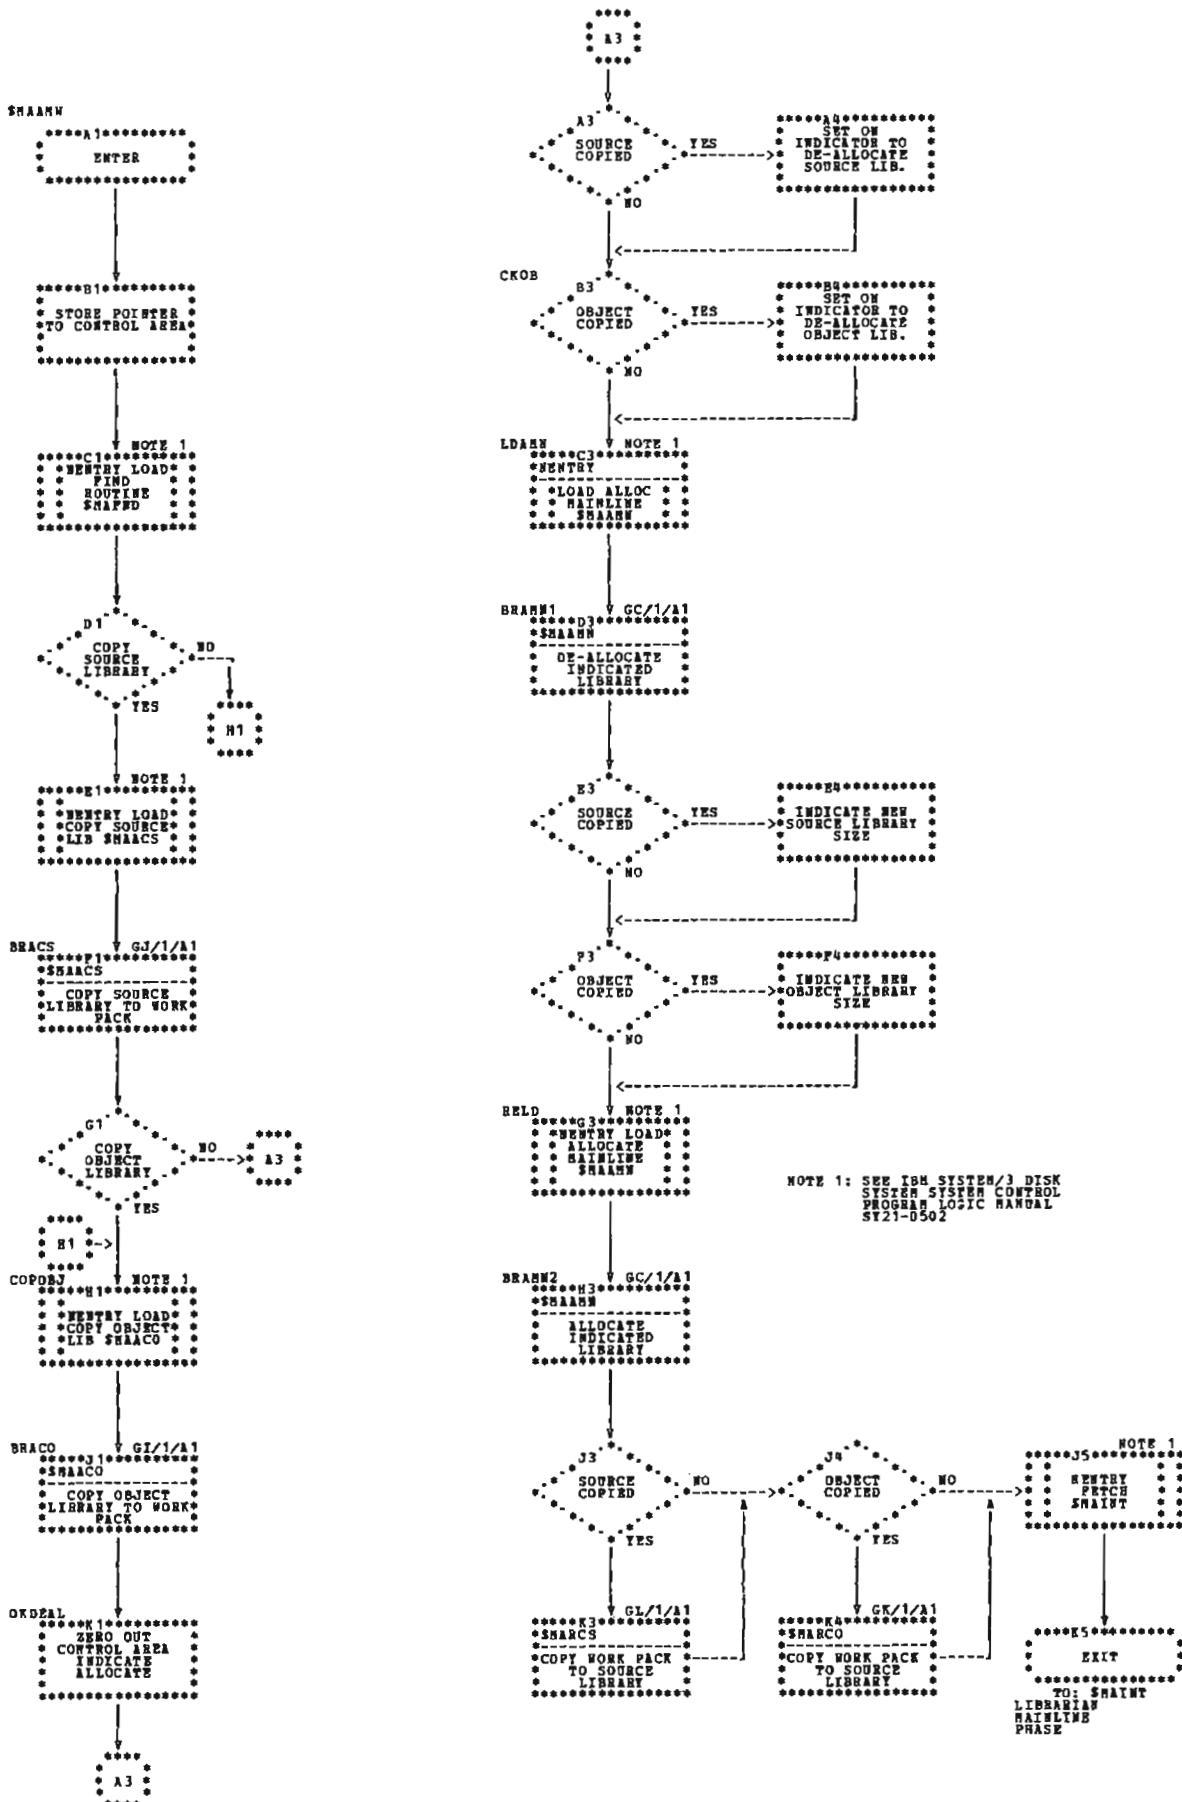 $MAAMW
A1
ENTER
B1
STORE POINTER
TO CONTROL AREA
NOTE 1
C1
NENTRY LOAD
FIND
ROUTINE
$MAFND
D1
COPY
SOURCE
LIBRARY
NO
YES
H1
NOTE 1
E1
NENTRY LOAD
COPY SOURCE
LIB $MAACS
BRACS
GJ/1/A1
F1
$MAACS
COPY SOURCE
LIBRARY TO WORK
PACK
G1
COPY
OBJECT
LIBRARY
NO
A3
YES
H1
COPOBJ
NOTE 1
H1
NENTRY LOAD
COPY OBJECT
LIB $MAACO
BRACO
GI/1/A1
J1
$MAACO
COPY OBJECT
LIBRARY TO WORK
PACK
OKDEAL
K1
ZERO OUT
CONTROL AREA
INDICATE
ALLOCATE
A3
A3
A3
SOURCE
COPIED
YES
NO
A4
SET ON
INDICATOR TO
DE-ALLOCATE
SOURCE LIB.
CKOB
B3
OBJECT
COPIED
YES
NO
B4
SET ON
INDICATOR TO
DE-ALLOCATE
OBJECT LIB.
LDAMN
NOTE 1
C3
NENTRY
LOAD ALLOC
MAINLINE
$MAAMN
BRAMN1
GC/1/A1
D3
$MAAMN
DE-ALLOCATE
INDICATED
LIBRARY
E3
SOURCE
COPIED
YES
NO
E4
INDICATE NEW
SOURCE LIBRARY
SIZE
F3
OBJECT
COPIED
YES
NO
F4
INDICATE NEW
OBJECT LIBRARY
SIZE
RELD
NOTE 1
G3
NENTRY LOAD
ALLOCATE
MAINLINE
$MAAMN
NOTE 1: SEE IBM SYSTEM/3 DISK
SYSTEM SYSTEM CONTROL
PROGRAM LOGIC MANUAL
SY21-0502
BRAMN2
GC/1/A1
H3
$MAAMN
ALLOCATE
INDICATED
LIBRARY
J3
SOURCE
COPIED
NO
YES
J4
OBJECT
COPIED
NO
YES
NOTE 1
J5
NENTRY
FETCH
$MAINT
GL/1/A1
K3
$MARCS
COPY WORK PACK
TO SOURCE
LIBRARY
GK/1/A1
K4
$MARCO
COPY WORK PACK
TO SOURCE
LIBRARY
K5
EXIT
TO: $MAINT
LIBRARIAN
MAINLINE
PHASE